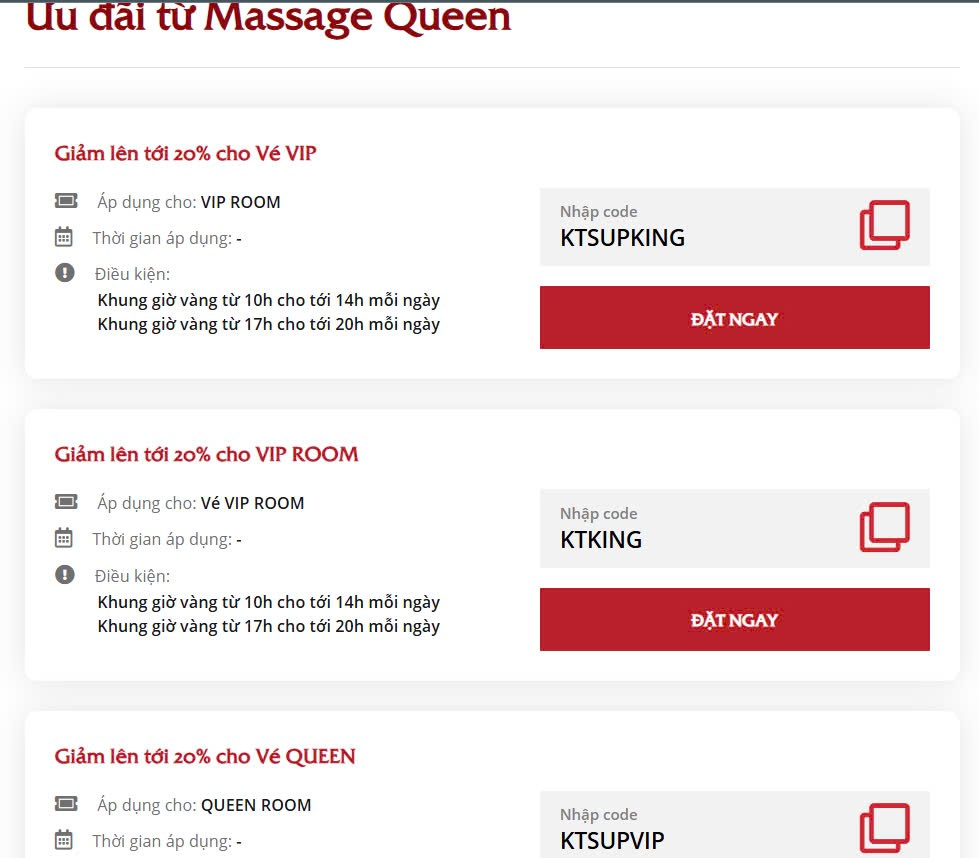 Ưu đãi từ Massage Queen
Giảm lên tới 20% cho Vé VIP
Áp dụng cho: VIP ROOM
Thời gian áp dụng: -
Điều kiện:
Khung giờ vàng từ 10h cho tới 14h mỗi ngày
Khung giờ vàng từ 17h cho tới 20h mỗi ngày
Nhập code
KTSUPKING
ĐẶT NGAY
Giảm lên tới 20% cho VIP ROOM
Áp dụng cho: Vé VIP ROOM
Thời gian áp dụng: -
Điều kiện:
Khung giờ vàng từ 10h cho tới 14h mỗi ngày
Khung giờ vàng từ 17h cho tới 20h mỗi ngày
Nhập code
KTKING
ĐẶT NGAY
Giảm lên tới 20% cho Vé QUEEN
Áp dụng cho: QUEEN ROOM
Thời gian áp dụng: -
Nhập code
KTSUPVIP